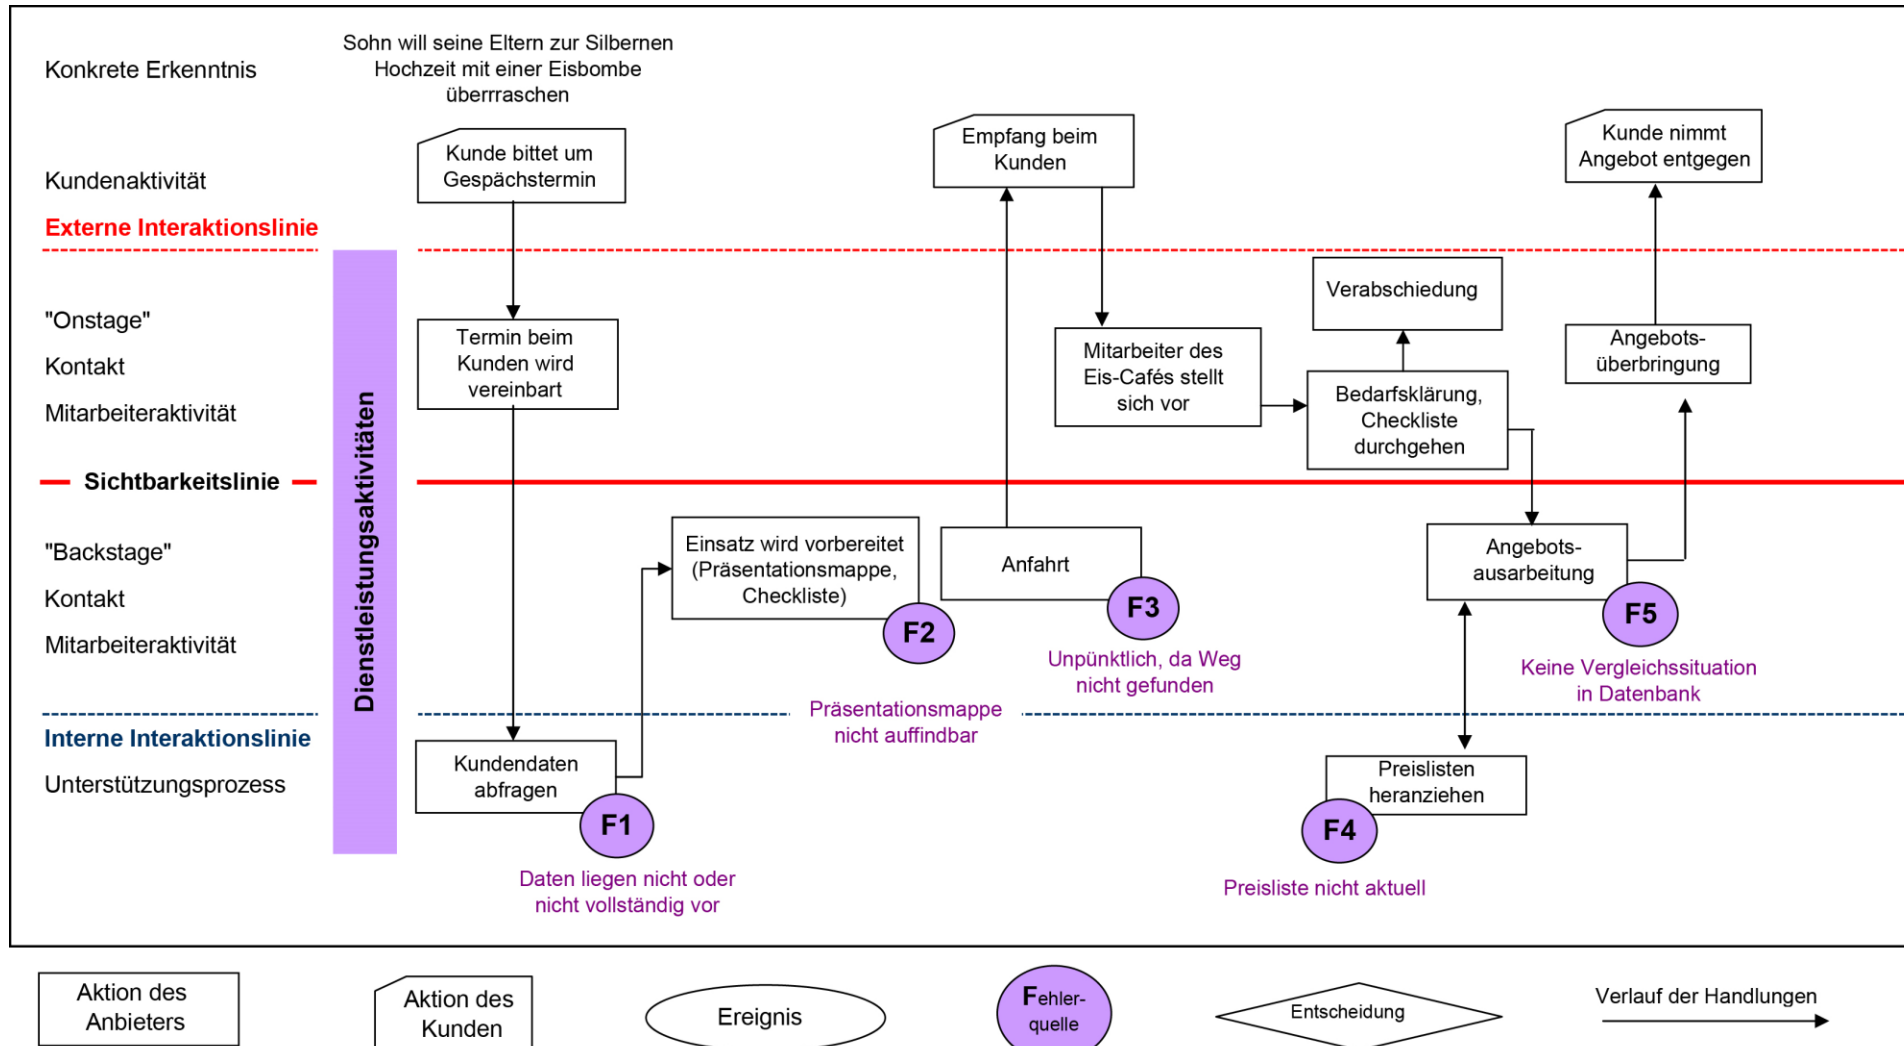 Konkrete Erkenntnis
Sohn will seine Eltern zur Silbernen
Hochzeit mit einer Eisbombe
überrraschen
Kundenaktivität
Kunde bittet um
Gespächstermin
Empfang beim
Kunden
Kunde nimmt
Angebot entgegen
Externe Interaktionslinie
"Onstage"
Kontakt
Mitarbeiteraktivität
Dienstleistungsaktivitäten
Termin beim
Kunden wird
vereinbart
Mitarbeiter des
Eis-Cafés stellt
sich vor
Verabschiedung
Bedarfsklärung,
Checkliste
durchgehen
Angebots-
überbringung
Sichtbarkeitslinie
"Backstage"
Kontakt
Mitarbeiteraktivität
Einsatz wird vorbereitet
(Präsentationsmappe,
Checkliste)
F2
Präsentationsmappe
nicht auffindbar
Anfahrt
F3
Unpünktlich, da Weg
nicht gefunden
Angebots-
ausarbeitung
F5
Keine Vergleichssituation
in Datenbank
Interne Interaktionslinie
Unterstützungsprozess
Kundendaten
abfragen
F1
Daten liegen nicht oder
nicht vollständig vor
Preislisten
heranziehen
F4
Preisliste nicht aktuell
Aktion des
Anbieters
Aktion des
Kunden
Ereignis
Fehler-
quelle
Entscheidung
Verlauf der Handlungen